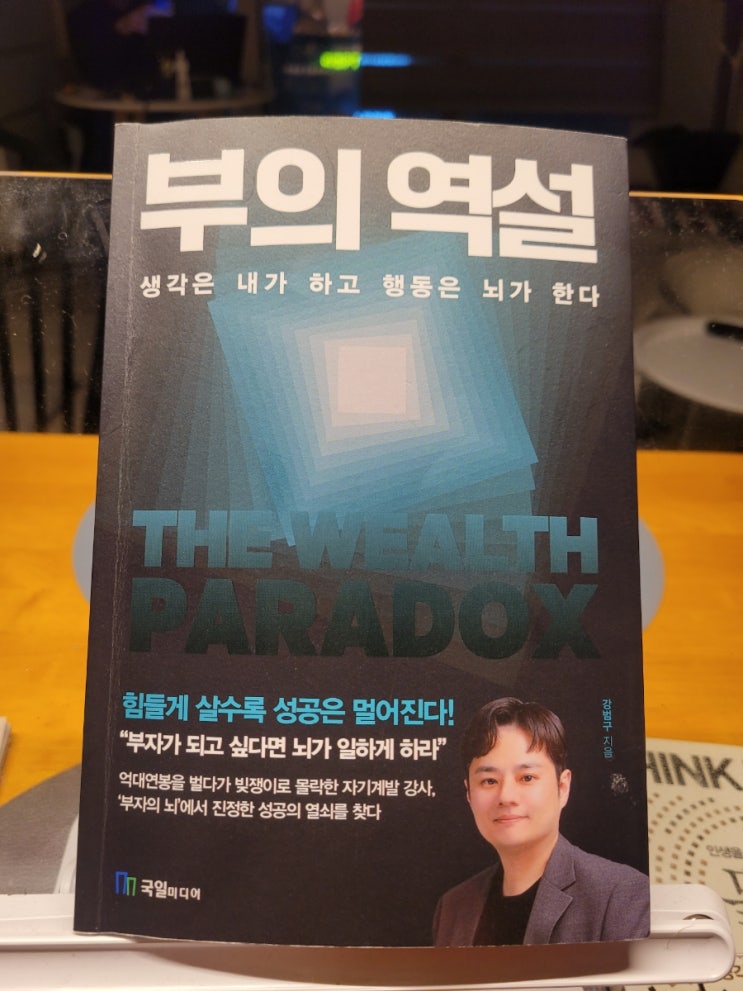 부의 역설
생각은 내가 하고 행동은 뇌가 한다
THE WEALTH
PARADOX
힘들게 살수록 성공은 멀어진다!
“부자가 되고 싶다면 뇌가 일하게 하라”
억대연봉을 벌다가 빚쟁이로 몰락한 자기계발 강사,
‘부자의 뇌’에서 진정한 성공의 열쇠를 찾다
강범구 지음
국일미디어
HINK
인생을